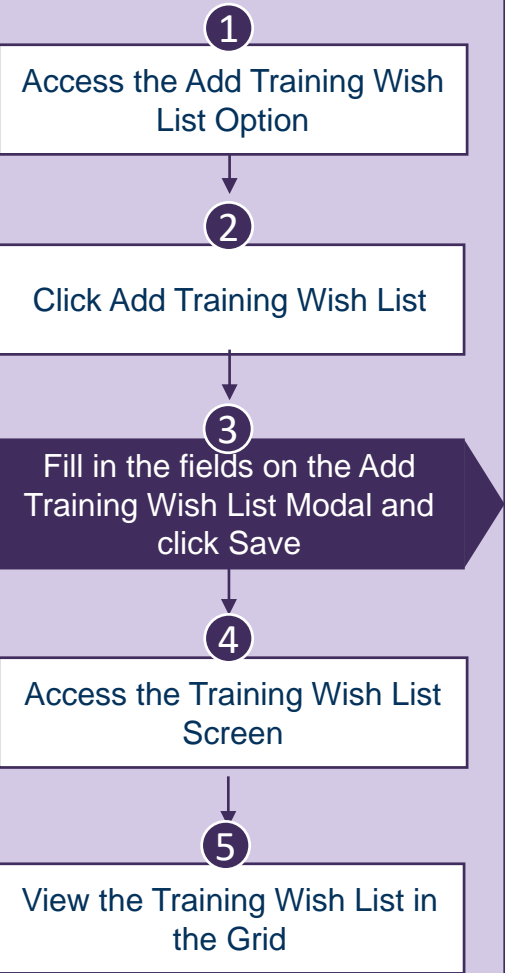 1
Access the Add Training Wish
List Option
2
Click Add Training Wish List
3
Fill in the fields on the Add
Training Wish List Modal and
click Save
4
Access the Training Wish List
Screen
5
View the Training Wish List in
the Grid